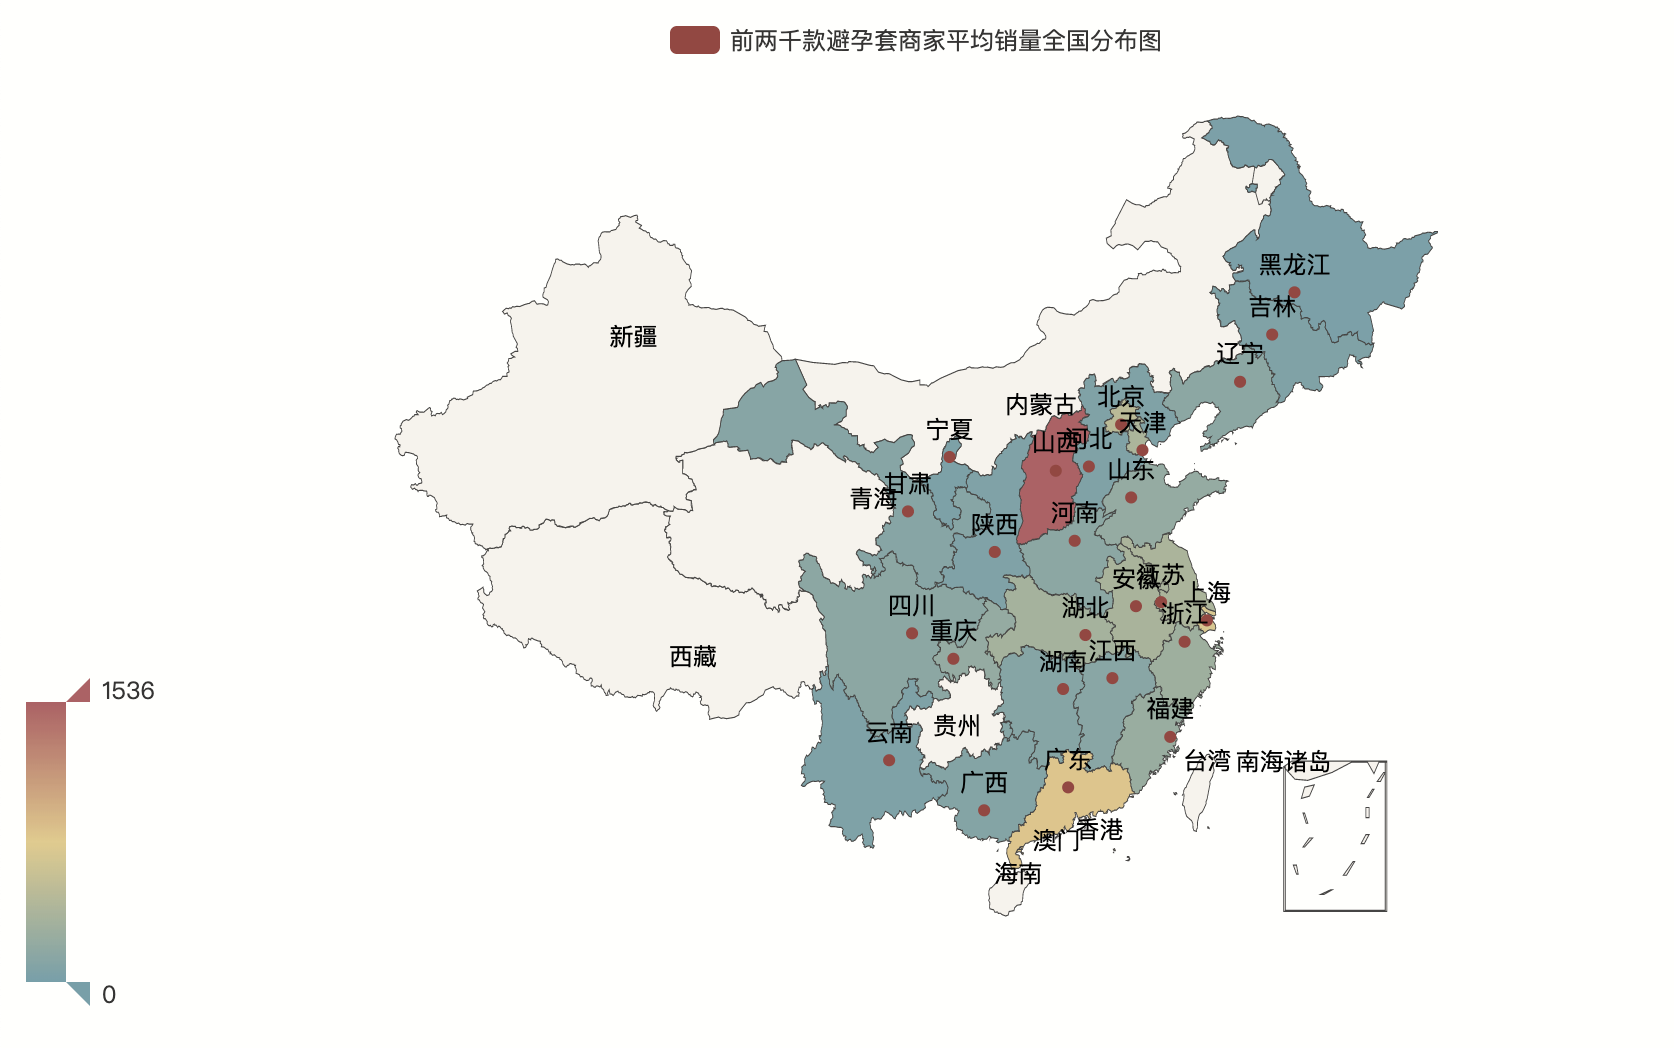 前两千款避孕套商家平均销量全国分布图
黑龙江
吉林
新疆
辽宁
北京
内蒙古
天津
宁夏
山西
河北
山东
甘肃
青海
河南
陕西
安徽
江苏
上海
四川
湖北
浙江
重庆
江西
湖南
西藏
1536
福建
贵州
云南
广东
台湾
南海诸岛
广西
香港
澳门
海南
0